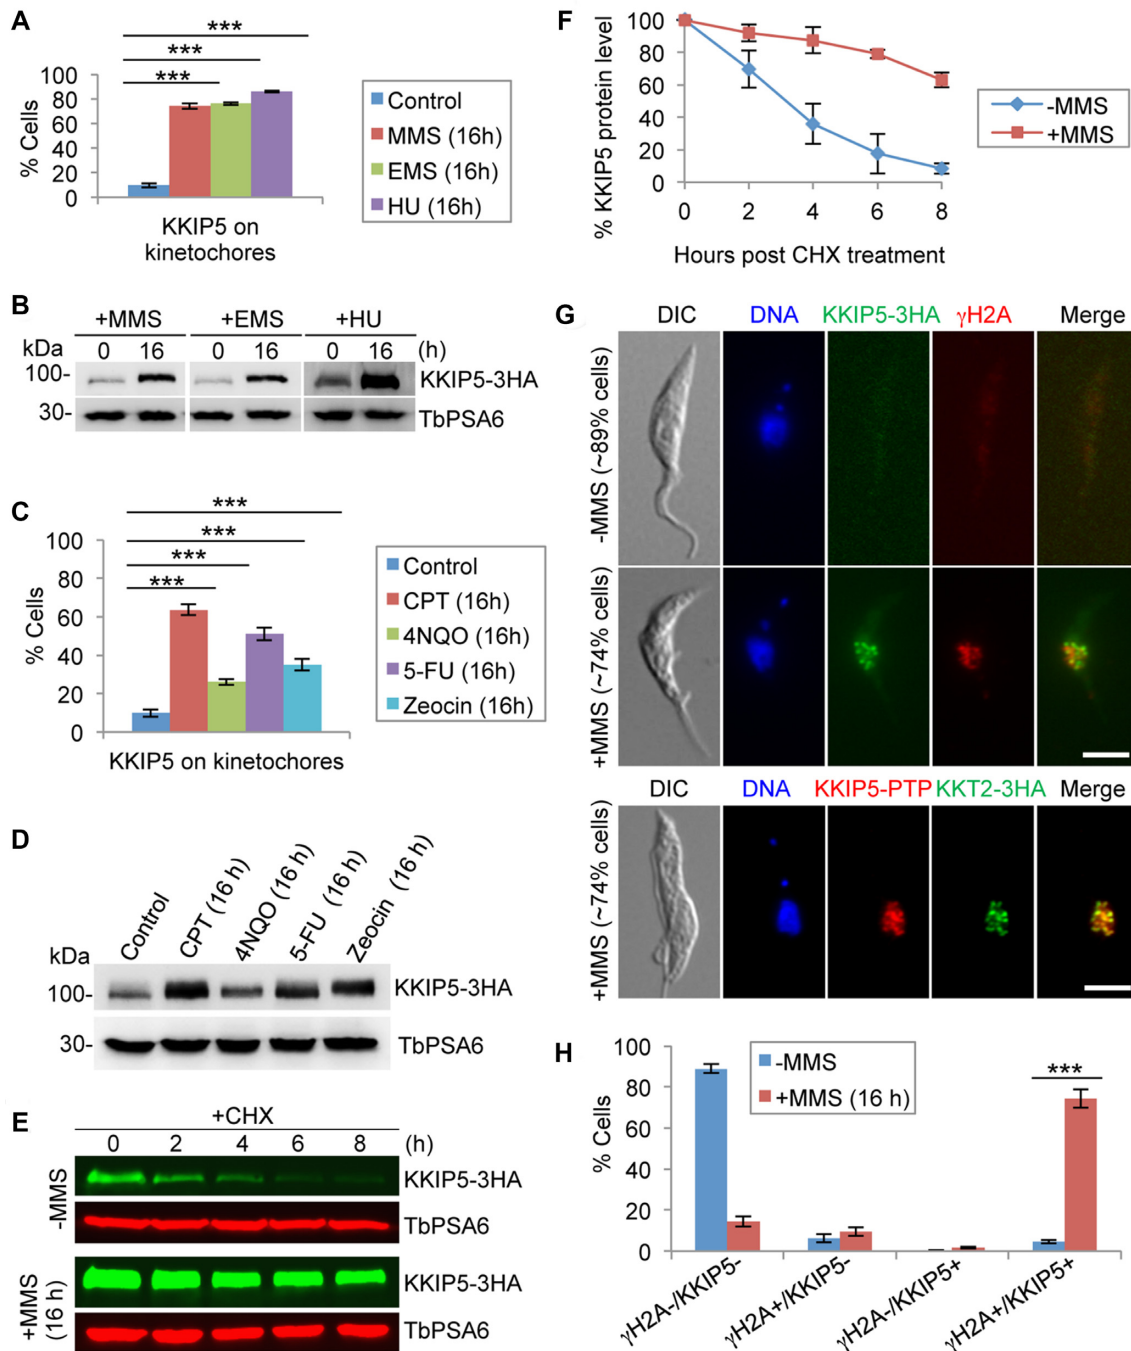 A
***
***
***
100
80
60
40
20
0
% Cells
KKIP5 on
kinetochores
Control
MMS (16h)
EMS (16h)
HU (16h)
B
+MMS +EMS +HU
kDa 0 16 0 16 0 16 (h)
100- KKIP5-3HA
30- TbPSA6
C
***
***
***
***
100
80
60
40
20
0
% Cells
KKIP5 on kinetochores
Control
CPT (16h)
4NQO (16h)
5-FU (16h)
Zeocin (16h)
D
Control
CPT (16 h)
4NQO (16 h)
5-FU (16 h)
Zeocin (16 h)
kDa
100- KKIP5-3HA
30- TbPSA6
E
+CHX
0 2 4 6 8 (h)
-MMS
KKIP5-3HA
TbPSA6
+MMS
(16 h)
KKIP5-3HA
TbPSA6
F
% KKIP5 protein level
100
80
60
40
20
0
0 2 4 6 8
Hours post CHX treatment
-MMS
+MMS
G
DIC DNA KKIP5-3HA γH2A Merge
-MMS (~89% cells)
+MMS (~74% cells)
DIC DNA KKIP5-PTP KKT2-3HA Merge
+MMS (~74% cells)
H
100
80
60
40
20
0
% Cells
-MMS
+MMS (16 h)
***
γH2A-/KKIP5-
γH2A+/KKIP5-
γH2A-/KKIP5+
γH2A+/KKIP5+